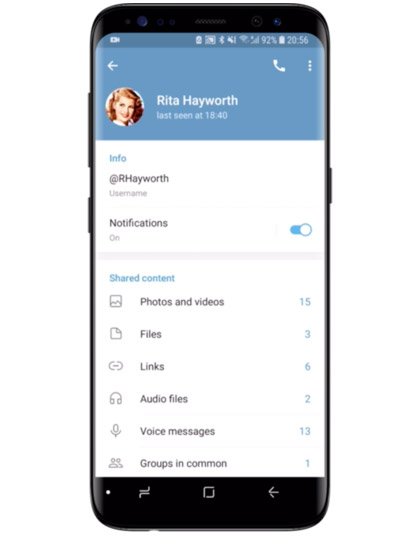 92% 20:56
Rita Hayworth
last seen at 18:40
Info
@RHayworth
Username
Notifications
On
Shared content
Photos and videos 15
Files 3
Links 6
Audio files 2
Voice messages 13
Groups in common 1